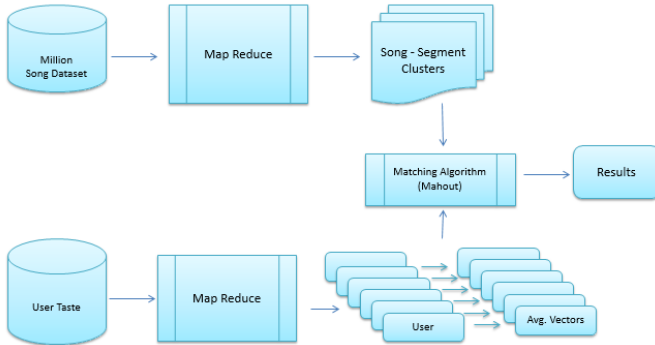 Million
Song Dataset
Map Reduce
Song - Segment
Clusters
Matching Algorithm
(Mahout)
Results
User Taste
Map Reduce
User
Avg. Vectors